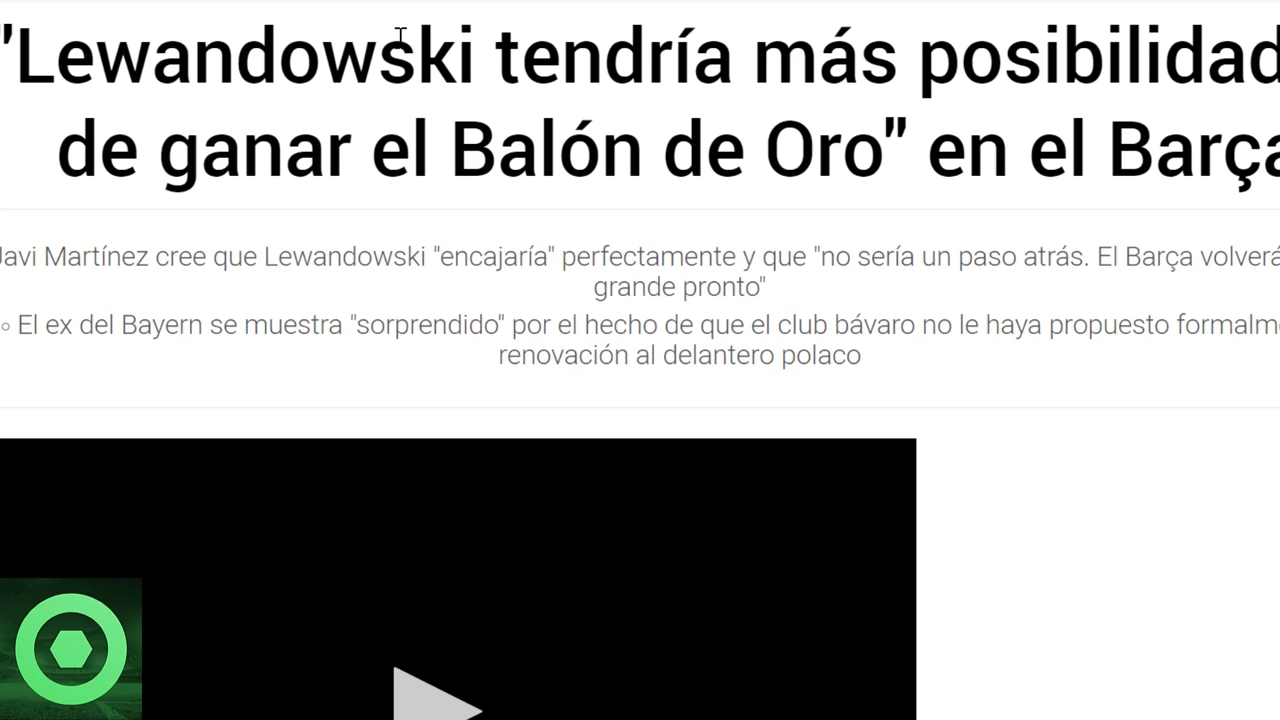 "Lewandowski tendría más posibilidad
de ganar el Balón de Oro" en el Barça
Javi Martínez cree que Lewandowski "encajaría" perfectamente y que "no sería un paso atrás. El Barça volverá
grande pronto"
El ex del Bayern se muestra "sorprendido" por el hecho de que el club bávaro no le haya propuesto formalm
renovación al delantero polaco